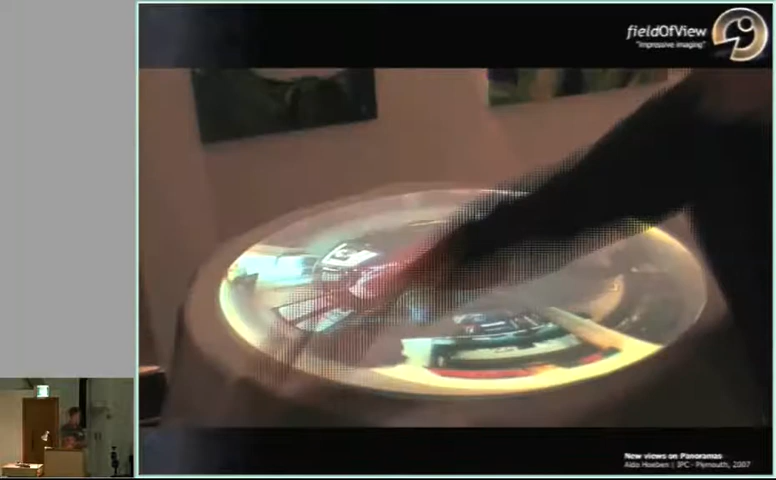 fieldOfView
"impressive imaging"
New views on Panoramas
Aldo Hoeben | IPC - Plymouth, 2007